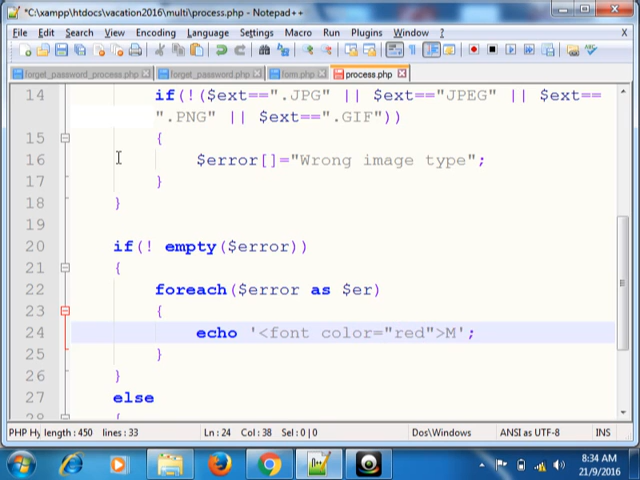 *C:\xampp\htdocs\vacation2016\multi\process.php - Notepad++
File Edit Search View Encoding Language Settings Macro Run Plugins Window ? X
forget_password_process.php forget_password.php form.php process.php
14 if(!($ext==".JPG" || $ext=="JPEG" || $ext==
".PNG" || $ext==".GIF"))
15 {
16 $error[]="Wrong image type";
17 }
18 }
19
20 if(! empty($error))
21 {
22 foreach($error as $er)
23 {
24 echo '<font color="red">M';
25 }
26 }
27 else
28 {
PHP Hy length : 450 lines : 33 Ln : 24 Col : 38 Sel : 0 | 0 Dos\Windows ANSI as UTF-8 INS
8:34 AM
21/9/2016